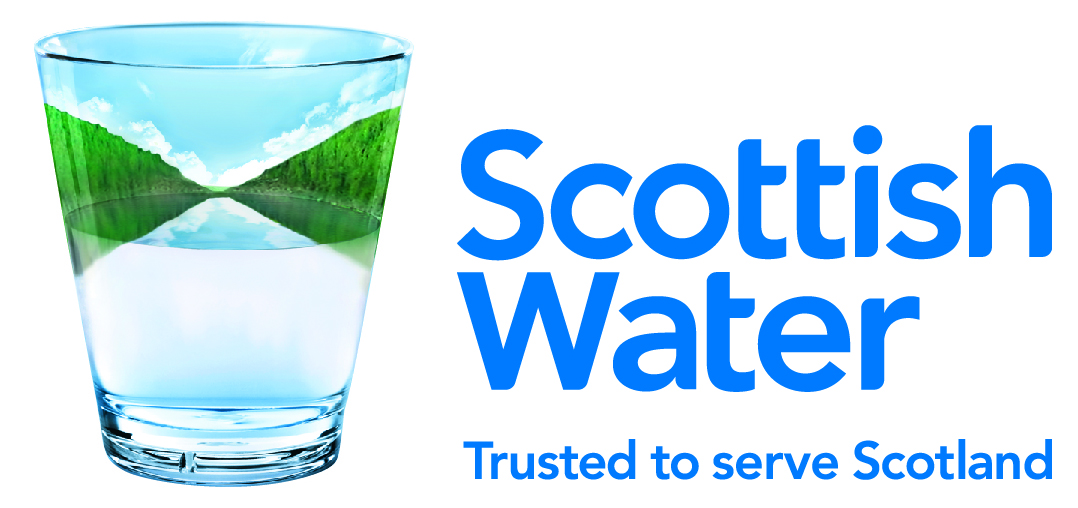 Scottish
Water
Trusted to serve Scotland